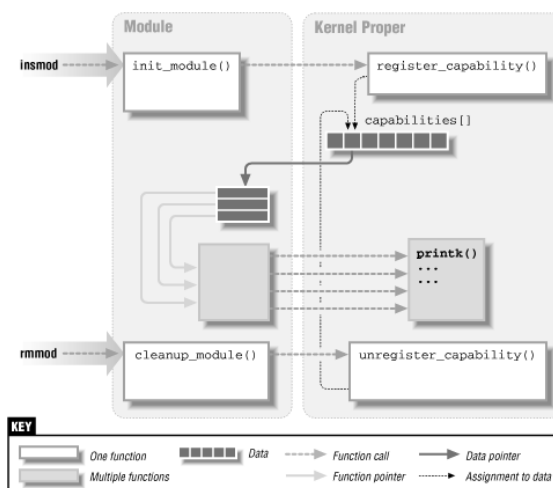 Module
Kernel Proper
insmod
init_module()
register_capability()
capabilities[]
printk()
...
...
rmmod
cleanup_module()
unregister_capability()
KEY
One function
Data
Function call
Data pointer
Multiple functions
Function pointer
Assignment to data